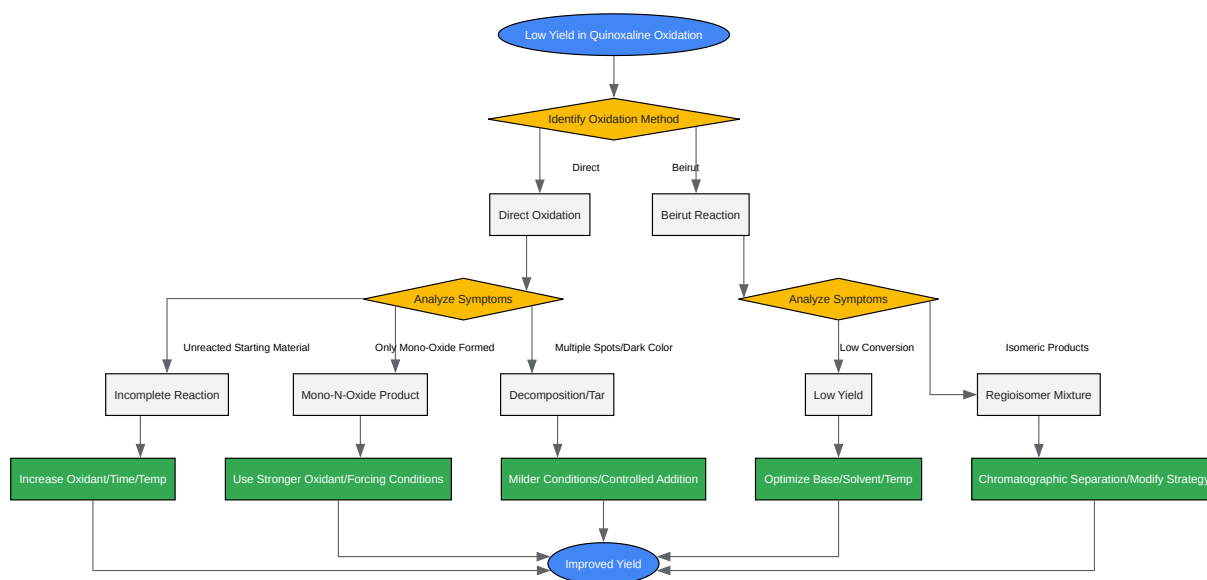 Low Yield in Quinoxaline Oxidation
Identify Oxidation Method
Direct
Beirut
Direct Oxidation
Beirut Reaction
Analyze Symptoms
Analyze Symptoms
Unreacted Starting Material
Only Mono-Oxide Formed
Multiple Spots/Dark Color
Low Conversion
Isomeric Products
Incomplete Reaction
Mono-N-Oxide Product
Decomposition/Tar
Low Yield
Regioisomer Mixture
Increase Oxidant/Time/Temp
Use Stronger Oxidant/Forcing Conditions
Milder Conditions/Controlled Addition
Optimize Base/Solvent/Temp
Chromatographic Separation/Modify Strategy
Improved Yield